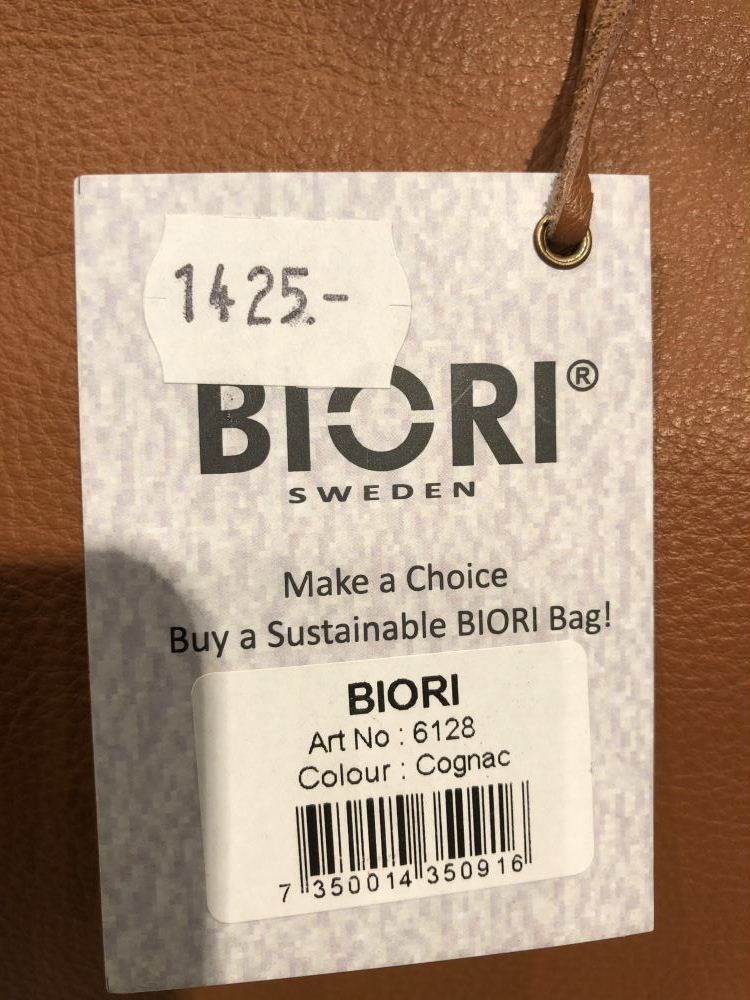 1425.-
BIORI®
SWEDEN
Make a Choice
Buy a Sustainable BIORI Bag!
BIORI
Art No : 6128
Colour : Cognac
7 350014 350916